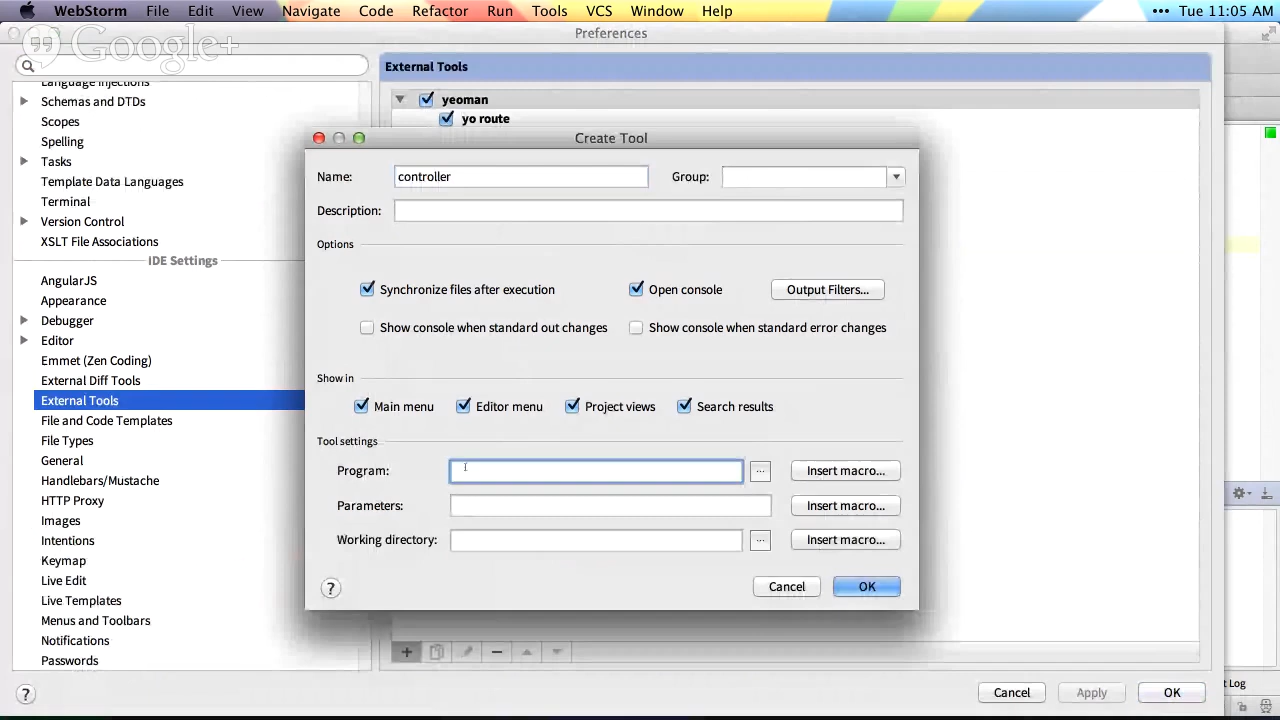 WebStorm File Edit View Navigate Code Refactor Run Tools VCS Window Help ••• Tue 11:05 AM
Preferences
Google+
External Tools
Language Injections
Schemas and DTDs
Scopes
Spelling
Tasks
Template Data Languages
Terminal
Version Control
XSLT File Associations
IDE Settings
AngularJS
Appearance
Debugger
Editor
Emmet (Zen Coding)
External Diff Tools
External Tools
File and Code Templates
File Types
General
Handlebars/Mustache
HTTP Proxy
Images
Intentions
Keymap
Live Edit
Live Templates
Menus and Toolbars
Notifications
Passwords
yeoman
yo route
Create Tool
Name: controller Group:
Description:
Options
Synchronize files after execution Open console Output Filters...
Show console when standard out changes Show console when standard error changes
Show in
Main menu Editor menu Project views Search results
Tool settings
Program: ... Insert macro...
Parameters: Insert macro...
Working directory: ... Insert macro...
? Cancel OK
? Cancel Apply OK
t Log